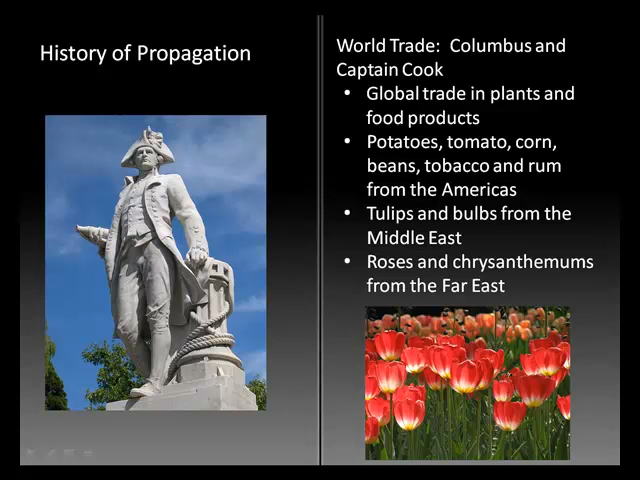 History of Propagation
World Trade:  Columbus and
Captain Cook
• Global trade in plants and
food products
• Potatoes, tomato, corn,
beans, tobacco and rum
from the Americas
• Tulips and bulbs from the
Middle East
• Roses and chrysanthemums
from the Far East